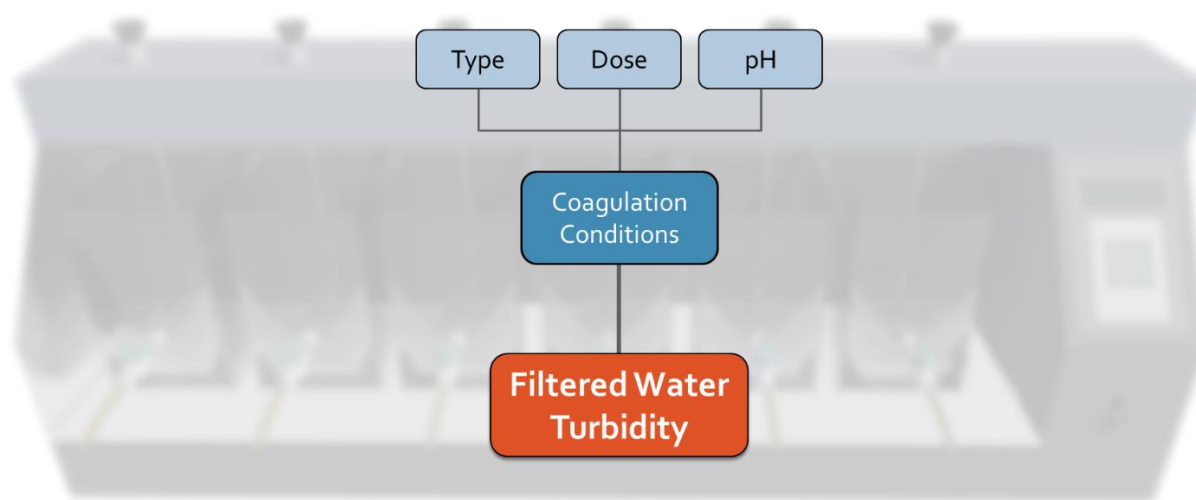 Type
Dose
pH
Coagulation
Conditions
Filtered Water
Turbidity